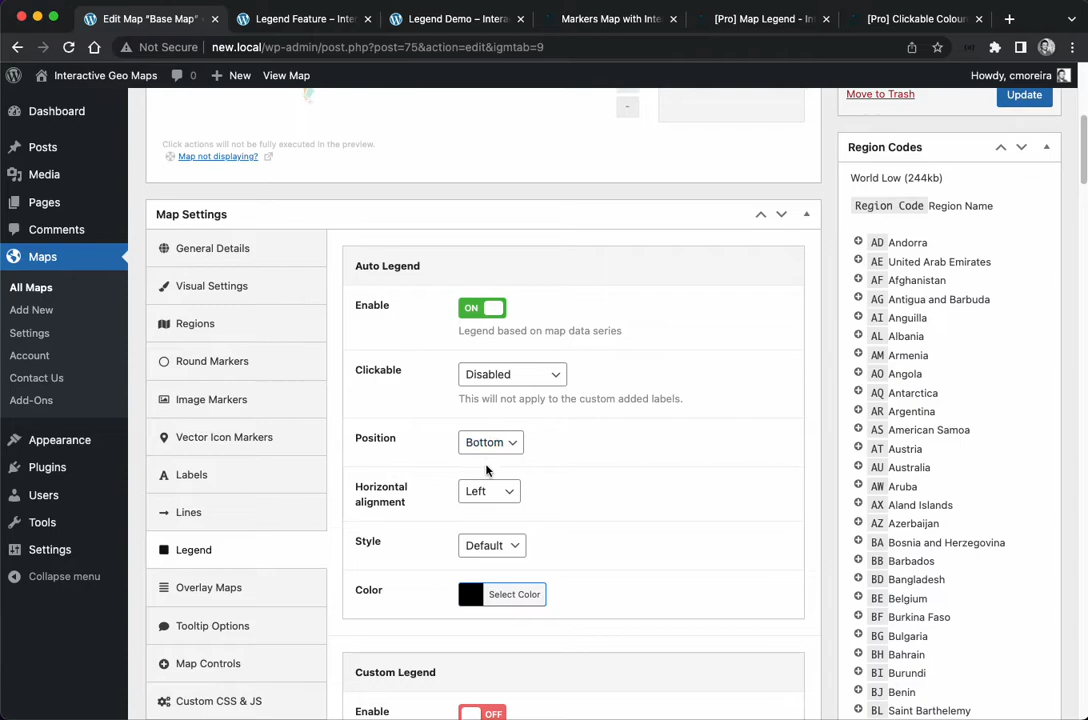 Edit Map "Base Map"
Legend Feature – Inter
Legend Demo – Interac
Markers Map with Inte
[Pro] Map Legend - In
[Pro] Clickable Colour
Not Secure
new.local/wp-admin/post.php?post=75&action=edit&igmtab=9
Interactive Geo Maps
New
View Map
Howdy, cmoreira
Dashboard
Posts
Media
Pages
Comments
Maps
All Maps
Add New
Settings
Account
Contact Us
Add-Ons
Appearance
Plugins
Users
Tools
Settings
Collapse menu
-
Click actions will not be fully executed in the preview.
Map not displaying?
Map Settings
General Details
Visual Settings
Regions
Round Markers
Image Markers
Vector Icon Markers
Labels
Lines
Legend
Overlay Maps
Tooltip Options
Map Controls
Custom CSS & JS
Auto Legend
Enable
ON
Legend based on map data series
Clickable
Disabled
This will not apply to the custom added labels.
Position
Bottom
Horizontal
alignment
Left
Style
Default
Color
Select Color
Custom Legend
Enable
OFF
Move to Trash
Update
Region Codes
World Low (244kb)
Region Code Region Name
AD Andorra
AE United Arab Emirates
AF Afghanistan
AG Antigua and Barbuda
AI Anguilla
AL Albania
AM Armenia
AO Angola
AQ Antarctica
AR Argentina
AS American Samoa
AT Austria
AU Australia
AW Aruba
AX Aland Islands
AZ Azerbaijan
BA Bosnia and Herzegovina
BB Barbados
BD Bangladesh
BE Belgium
BF Burkina Faso
BG Bulgaria
BH Bahrain
BI Burundi
BJ Benin
BL Saint Barthelemy